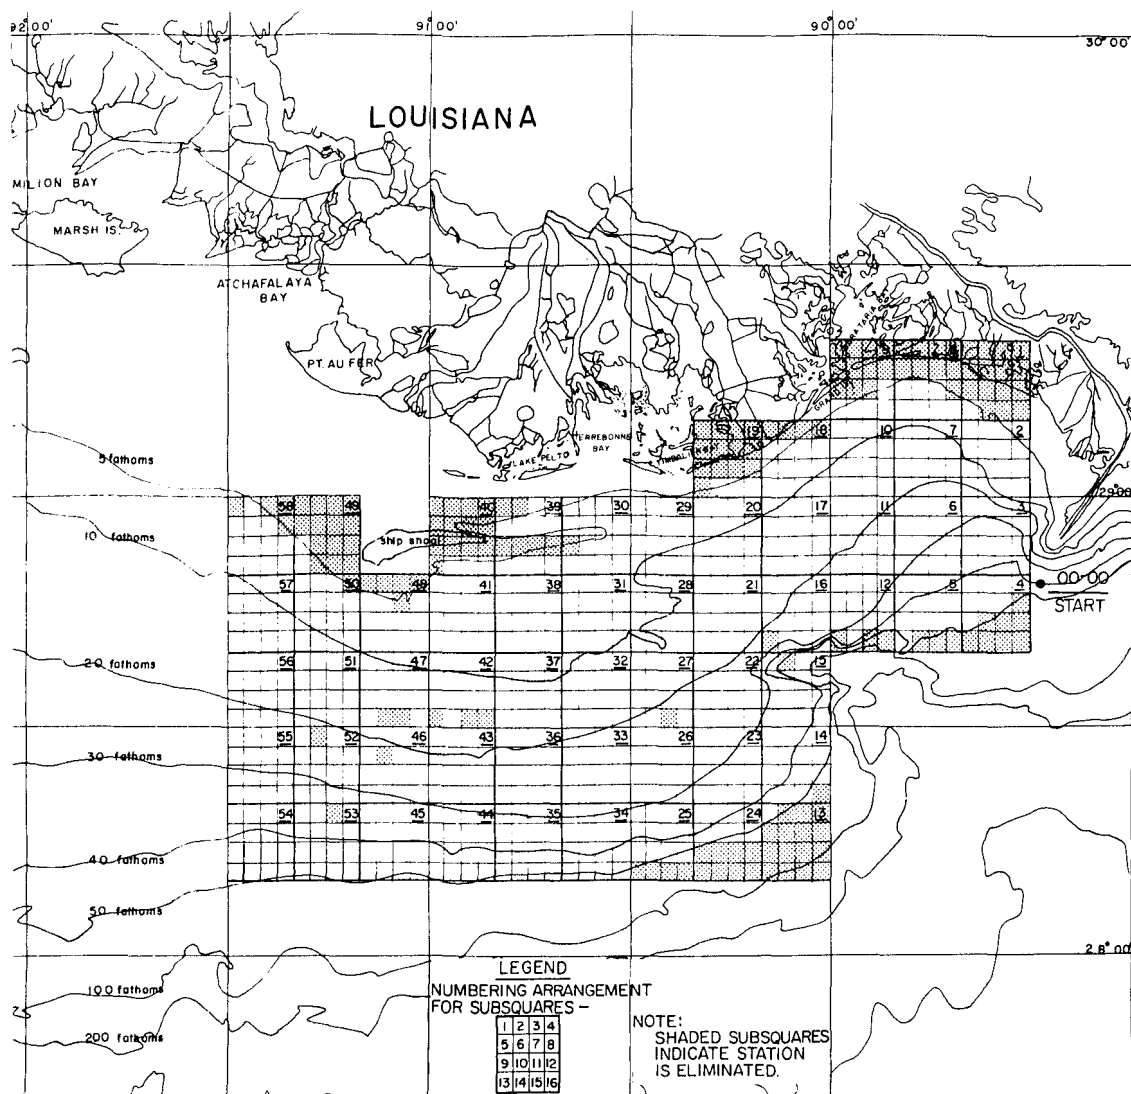 92°00'
91°00'
90°00'
30°00'
LOUISIANA
MILION BAY
MARSH IS.
ATCHAFALAYA
BAY
PT. AU FER
LAKE PELTO
TERREBONNE
BAY
TIMBALIER BAY
5 fathoms
19 18 10 7 2
29°00'
58 49 40 39 30 29 20 17 11 6 3
10 fathoms
Ship shoal
57 50 48 41 38 31 28 21 16 12 5 4
00-00
START
20 fathoms
56 51 47 42 37 32 27 22 15
55 52 46 43 36 33 26 23 14
30 fathoms
54 53 45 44 35 34 25 24 13
40 fathoms
50 fathoms
28°00'
LEGEND
NUMBERING ARRANGEMENT
FOR SUBSQUARES -
100 fathoms
200 fathoms
1 2 3 4
5 6 7 8
9 10 11 12
13 14 15 16
NOTE:
SHADED SUBSQUARES
INDICATE STATION
IS ELIMINATED.